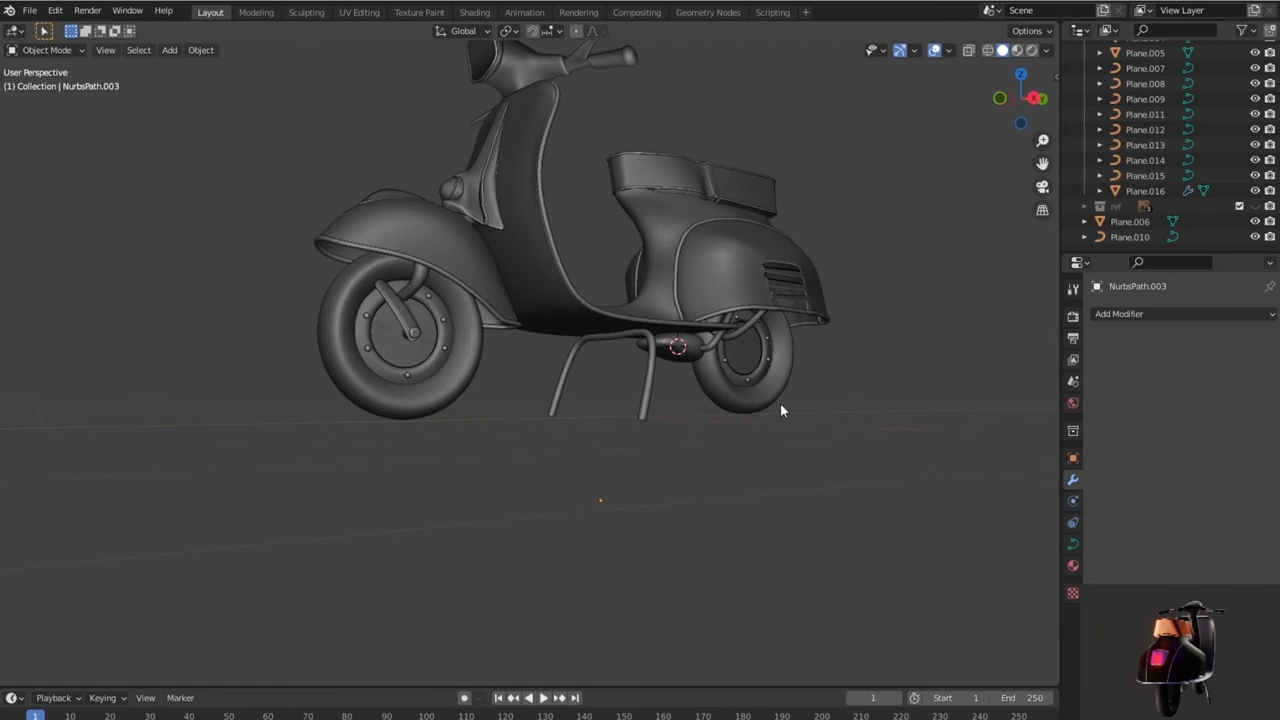 File Edit Render Window Help Layout Modeling Sculpting UV Editing Texture Paint Shading Animation Rendering Compositing Geometry Nodes Scripting + Scene View Layer
Global Options
Object Mode View Select Add Object
User Perspective
(1) Collection | NurbsPath.003
Z
X
Y
Plane.005
Plane.007
Plane.008
Plane.009
Plane.011
Plane.012
Plane.013
Plane.014
Plane.015
Plane.016
ref
Plane.006
Plane.010
NurbsPath.003
Add Modifier
Playback Keying View Marker 1 Start 1 End 250
1 10 20 30 40 50 60 70 80 90 100 110 120 130 140 150 160 170 180 190 200 210 220 230 240 250